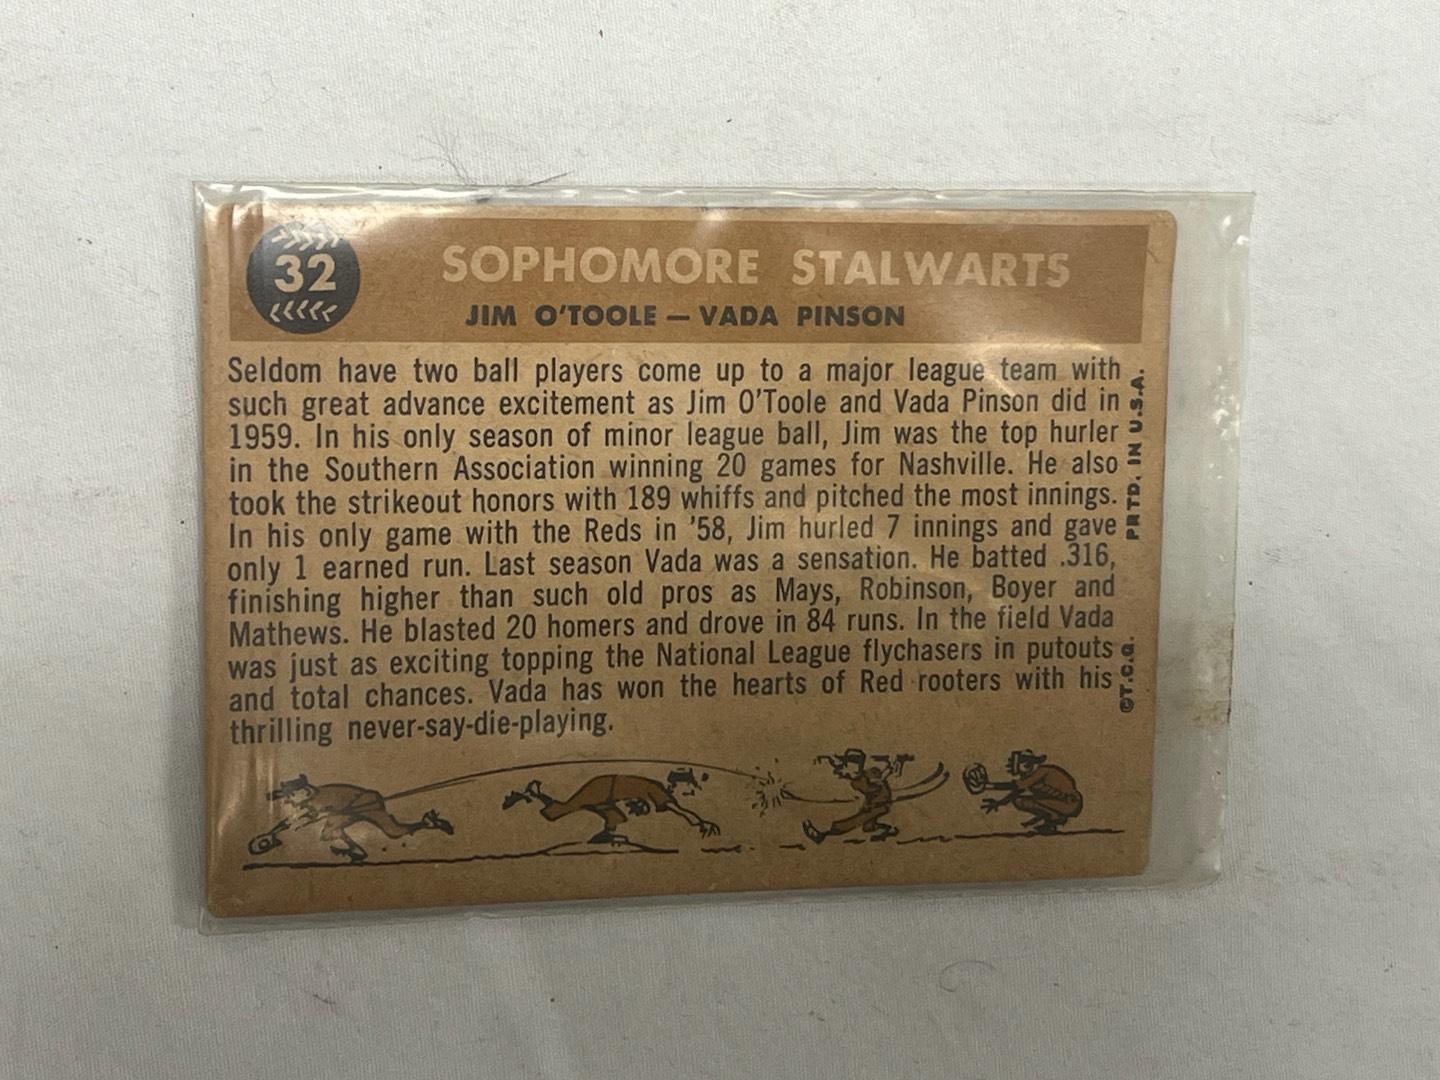 32
SOPHOMORE STALWARTS
JIM O'TOOLE — VADA PINSON
Seldom have two ball players come up to a major league team with
such great advance excitement as Jim O'Toole and Vada Pinson did in
1959. In his only season of minor league ball, Jim was the top hurler
in the Southern Association winning 20 games for Nashville. He also
took the strikeout honors with 189 whiffs and pitched the most innings.
In his only game with the Reds in '58, Jim hurled 7 innings and gave
only 1 earned run. Last season Vada was a sensation. He batted .316,
finishing higher than such old pros as Mays, Robinson, Boyer and
Mathews. He blasted 20 homers and drove in 84 runs. In the field Vada
was just as exciting topping the National League flychasers in putouts
and total chances. Vada has won the hearts of Red rooters with his
thrilling never-say-die-playing.
©T.C.G. PRTD. IN U.S.A.